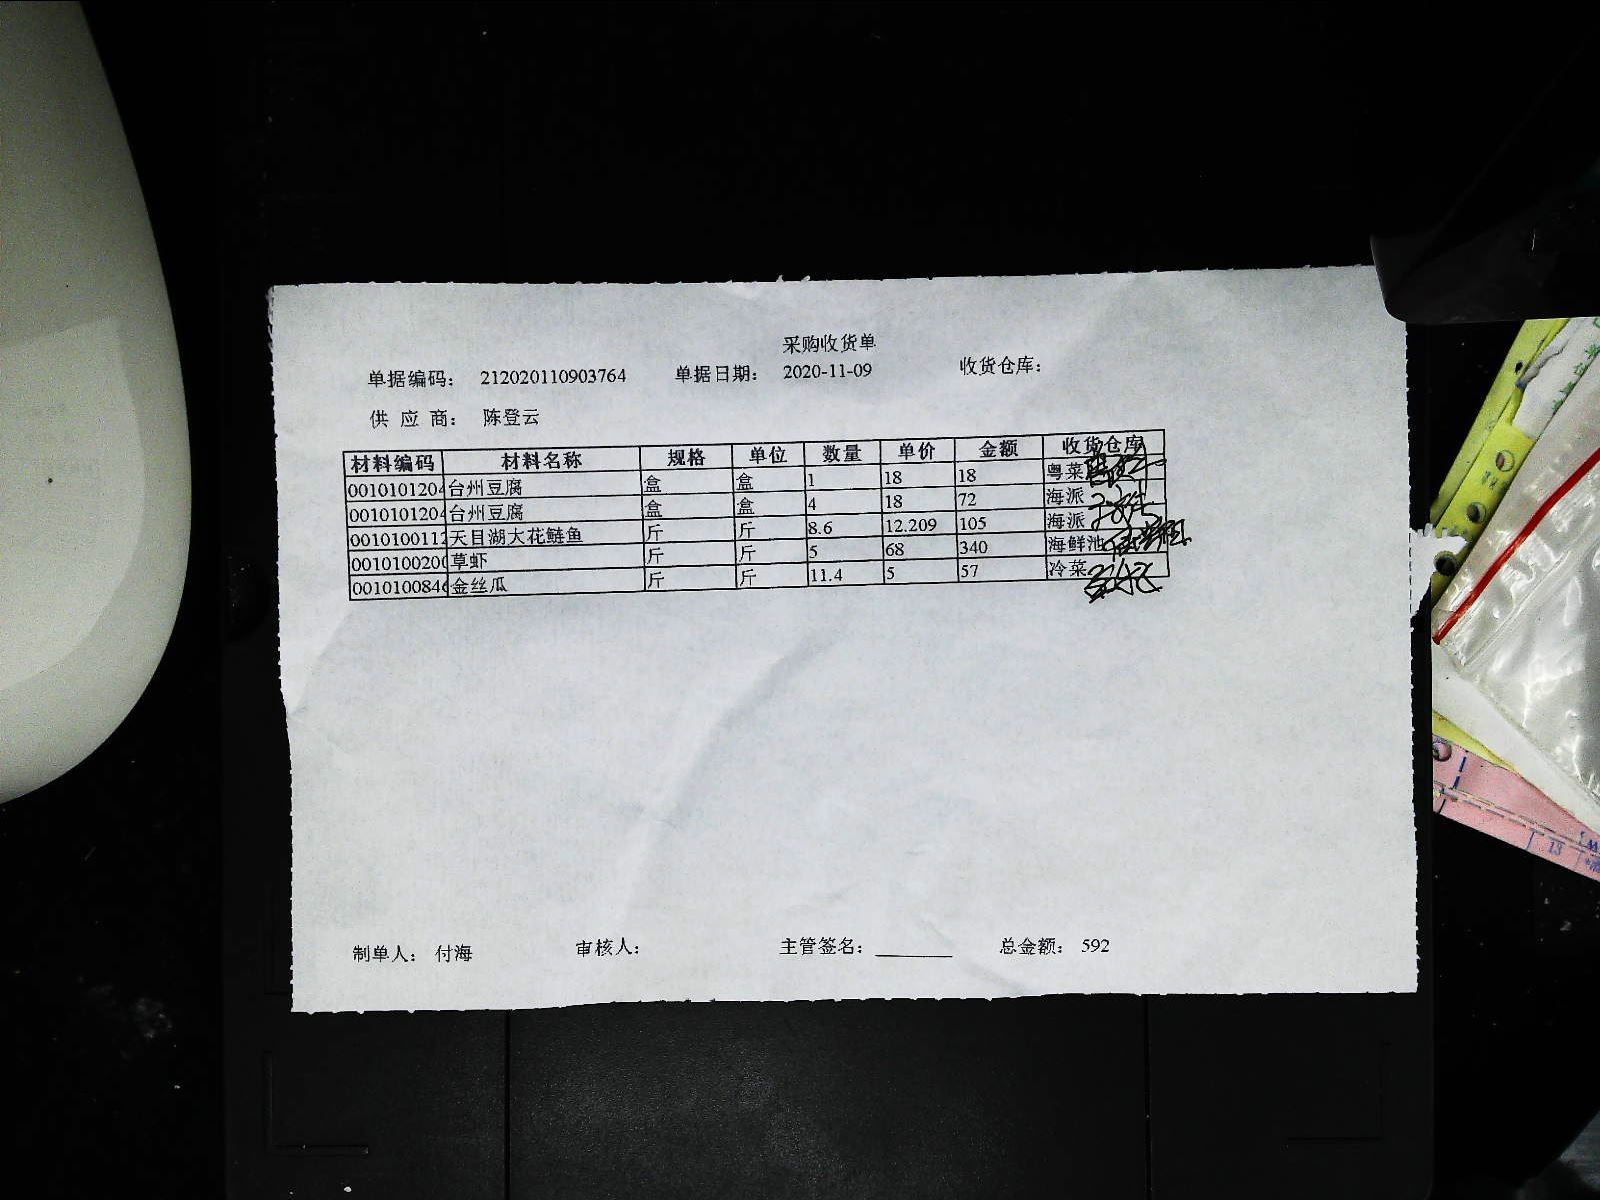 采购收货单
单据编码： 212020110903764 单据日期： 2020-11-09 收货仓库：
供 应 商： 陈登云
材料编码 材料名称 规格 单位 数量 单价 金额 收货仓库
0010101204 台州豆腐 盒 盒 1 18 18 粤菜
0010101204 台州豆腐 盒 盒 4 18 72 海派
0010100112 天目湖大花鲢鱼 斤 斤 8.6 12.209 105 海派
0010100200 草虾 斤 斤 5 68 340 海鲜池
0010100846 金丝瓜 斤 斤 11.4 5 57 冷菜
制单人： 付海 审核人： 主管签名： 总金额： 592
13